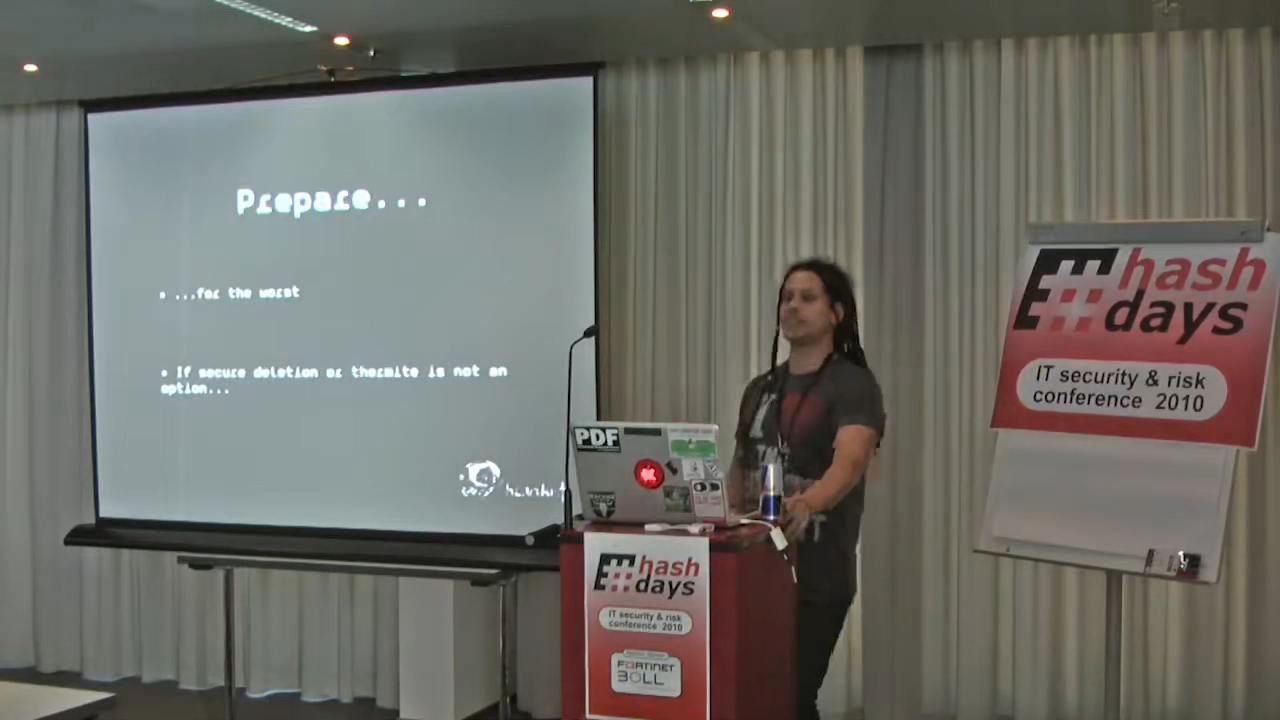 Prepare...
...for the worst
If secure deletion or thermite is not an
option...
PDF
hash
days
IT security & risk
conference 2010
FORTINET
BOLL
hash
days
IT security & risk
conference 2010